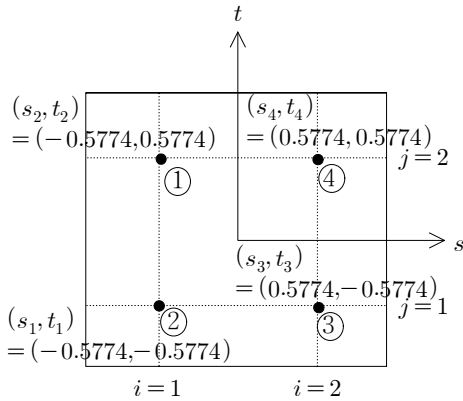 t
(s₂, t₂)
= (−0.5774,0.5774)
(s₄, t₄)
= (0.5774, 0.5774)
①
④
j = 2
s
(s₃, t₃)
= (0.5774,−0.5774)
(s₁, t₁)
②
③
j = 1
= (−0.5774,−0.5774)
i = 1
i = 2